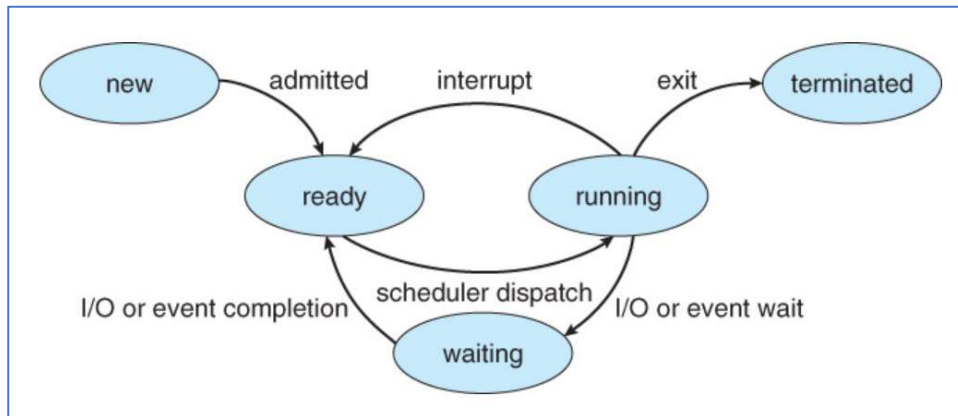 new
admitted
interrupt
exit
terminated
ready
running
I/O or event completion
scheduler dispatch
I/O or event wait
waiting